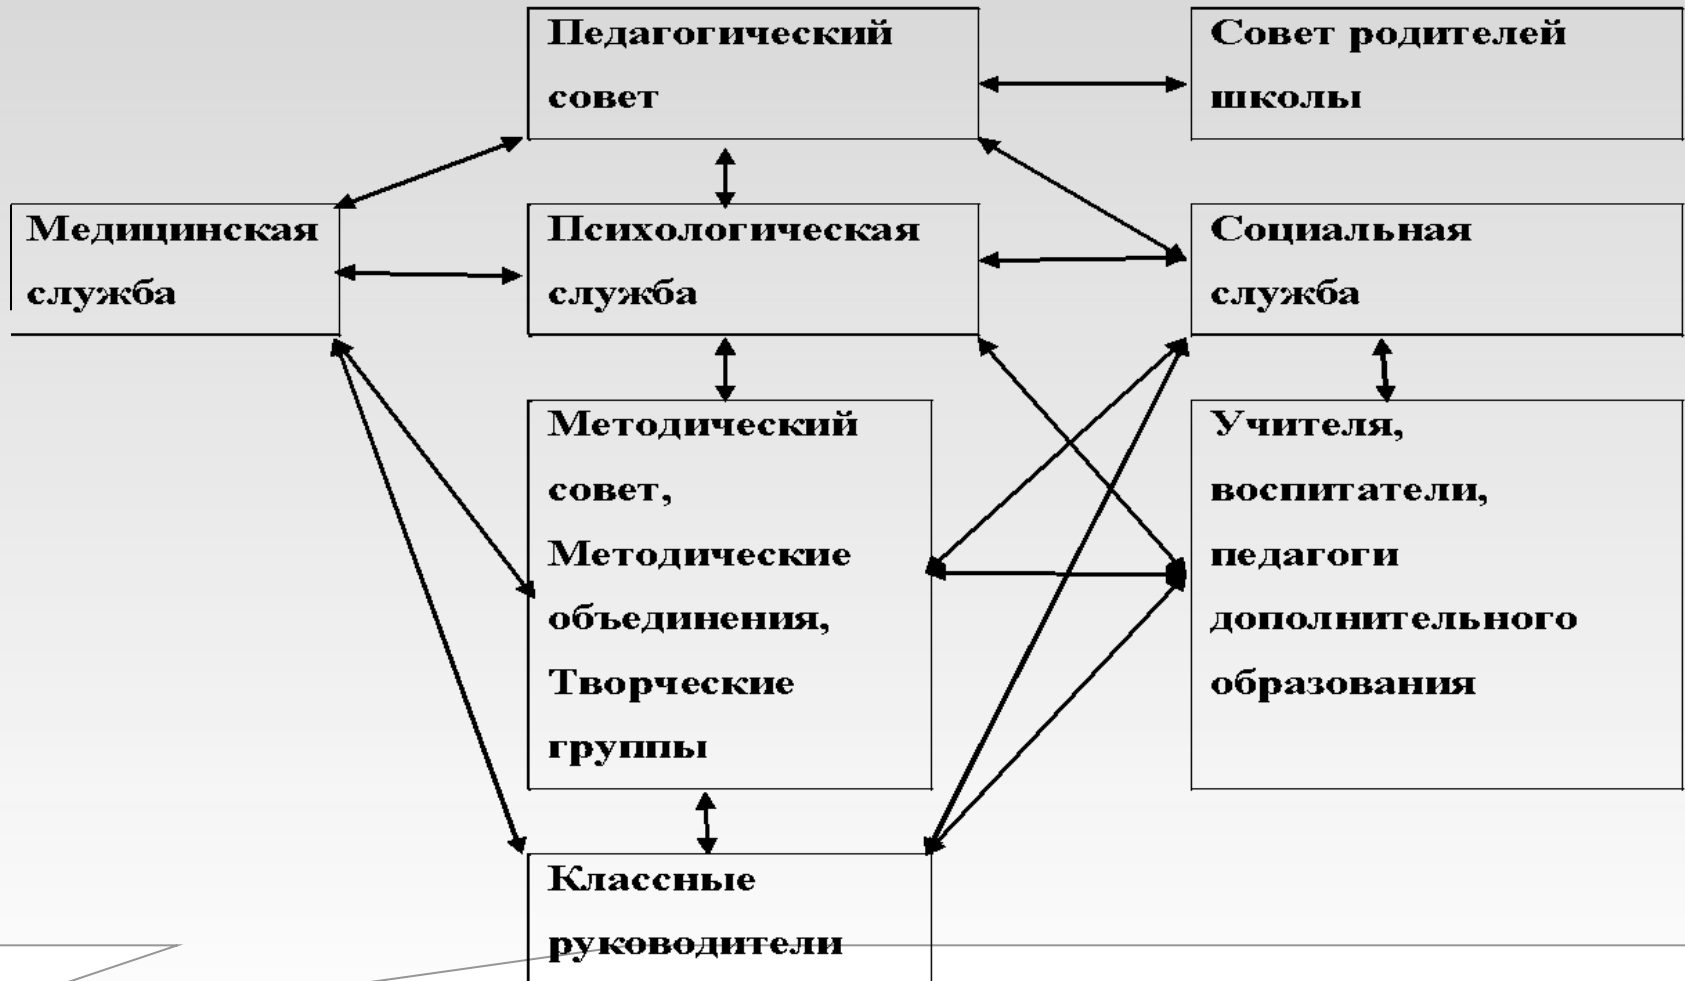 Педагогический
совет
Совет родителей
школы
Медицинская
служба
Психологическая
служба
Социальная
служба
Методический
совет,
Методические
объединения,
Творческие
группы
Учителя,
воспитатели,
педагоги
дополнительного
образования
Классные
руководители